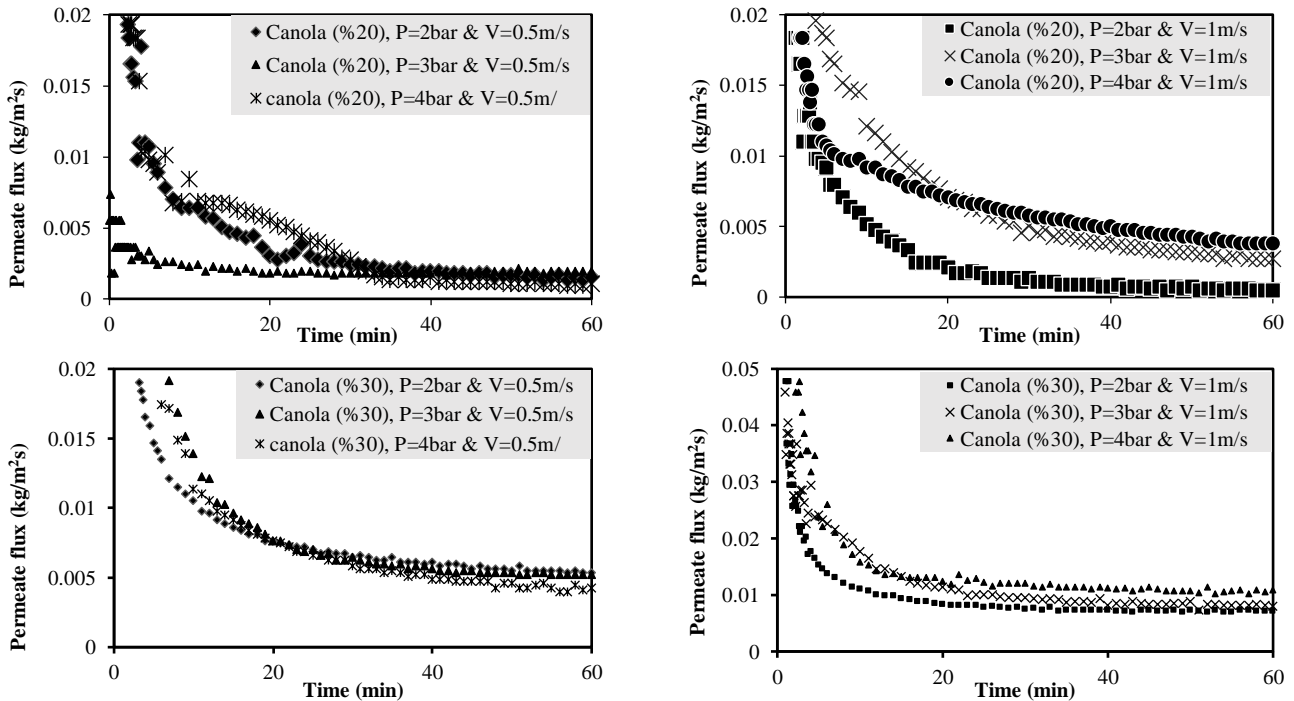 Permeate flux (kg/m²s)
0.02
0.015
0.01
0.005
0
Canola (%20), P=2bar & V=0.5m/s
Canola (%20), P=3bar & V=0.5m/s
canola (%20), P=4bar & V=0.5m/
0 20 40 60
Time (min)
Permeate flux (kg/m²s)
0.02
0.015
0.01
0.005
0
Canola (%20), P=2bar & V=1m/s
Canola (%20), P=3bar & V=1m/s
Canola (%20), P=4bar & V=1m/s
0 20 40 60
Time (min)
Permeate flux (kg/m²s)
0.02
0.015
0.01
0.005
0
Canola (%30), P=2bar & V=0.5m/s
Canola (%30), P=3bar & V=0.5m/s
canola (%30), P=4bar & V=0.5m/
0 20 40 60
Time (min)
Permeate flux (kg/m²s)
0.05
0.04
0.03
0.02
0.01
0
Canola (%30), P=2bar & V=1m/s
Canola (%30), P=3bar & V=1m/s
Canola (%30), P=4bar & V=1m/s
0 20 40 60
Time (min)